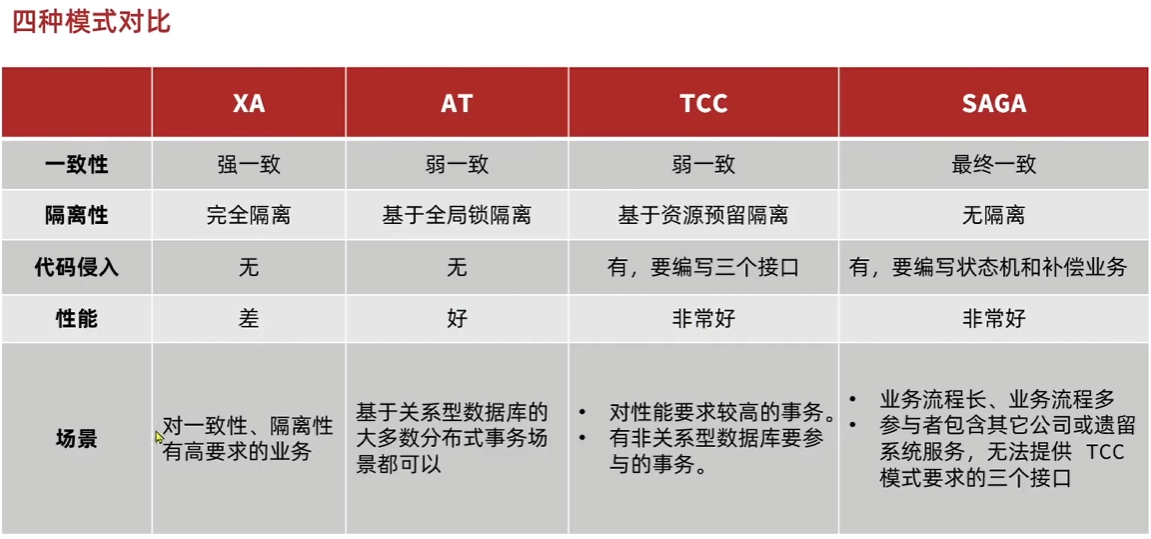 四种模式对比
XA AT TCC SAGA
一致性 强一致 弱一致 弱一致 最终一致
隔离性 完全隔离 基于全局锁隔离 基于资源预留隔离 无隔离
代码侵入 无 无 有，要编写三个接口 有，要编写状态机和补偿业务
性能 差 好 非常好 非常好
场景
对一致性、隔离性
有高要求的业务
基于关系型数据库的
大多数分布式事务场
景都可以
• 对性能要求较高的事务。
• 有非关系型数据库要参
与的事务。
• 业务流程长、业务流程多
• 参与者包含其它公司或遗留
系统服务，无法提供 TCC
模式要求的三个接口